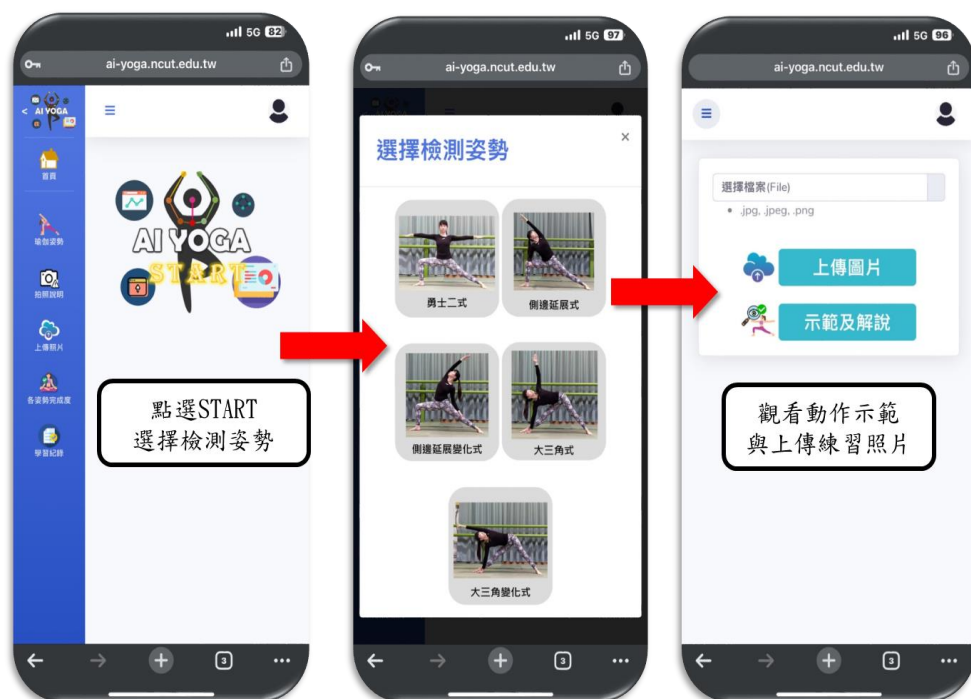 5G 82
ai-yoga.ncut.edu.tw
< AI YOGA
首頁
瑜伽姿勢
拍照說明
上傳照片
各姿勢完成度
學習紀錄
AI YOGA
START
點選START
選擇檢測姿勢
3
5G 97
ai-yoga.ncut.edu.tw
選擇檢測姿勢
×
勇士二式
側邊延展式
側邊延展變化式
大三角式
大三角變化式
3
5G 96
ai-yoga.ncut.edu.tw
選擇檔案(File)
.jpg, .jpeg, .png
上傳圖片
示範及解說
觀看動作示範
與上傳練習照片
3